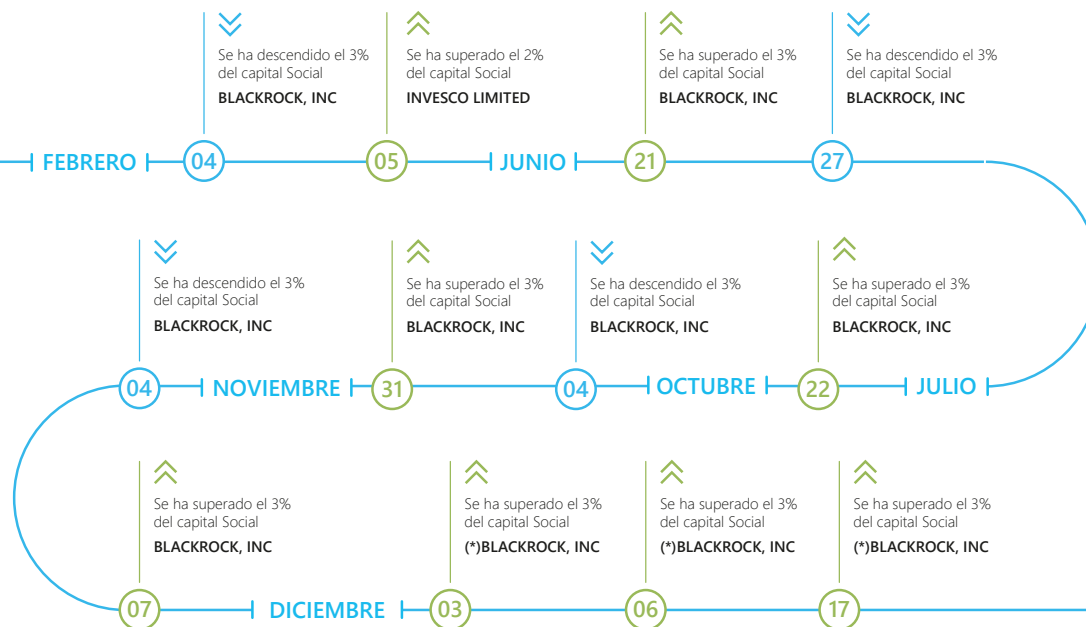 Se ha descendido el 3%
del capital Social
BLACKROCK, INC
Se ha superado el 2%
del capital Social
INVESCO LIMITED
Se ha superado el 3%
del capital Social
BLACKROCK, INC
Se ha descendido el 3%
del capital Social
BLACKROCK, INC
FEBRERO
04
05
JUNIO
21
27
Se ha superado el 3%
del capital Social
BLACKROCK, INC
Se ha descendido el 3%
del capital Social
BLACKROCK, INC
Se ha superado el 3%
del capital Social
BLACKROCK, INC
Se ha descendido el 3%
del capital Social
BLACKROCK, INC
JULIO
22
OCTUBRE
04
31
NOVIEMBRE
04
Se ha superado el 3%
del capital Social
BLACKROCK, INC
Se ha superado el 3%
del capital Social
(*)BLACKROCK, INC
Se ha superado el 3%
del capital Social
(*)BLACKROCK, INC
Se ha superado el 3%
del capital Social
(*)BLACKROCK, INC
07
DICIEMBRE
03
06
17